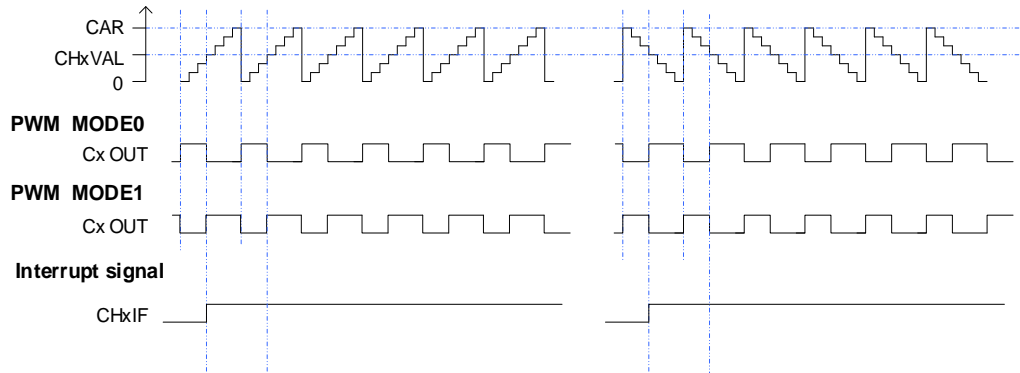 CAR
CHxVAL
0
PWM MODE0
Cx OUT
PWM MODE1
Cx OUT
Interrupt signal
CHxIF